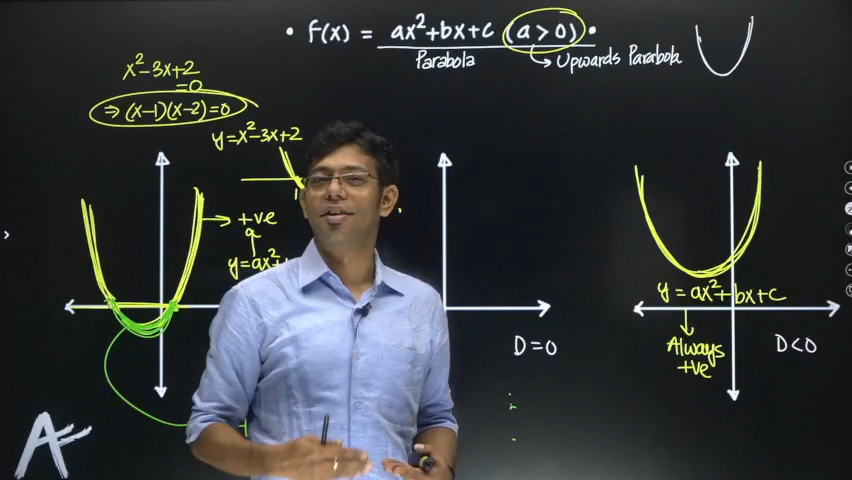 • f(x) = ax²+bx+c (a > 0) •
Parabola
Upwards Parabola
x²-3x+2
=0
⇒ (x-1)(x-2)=0
y=x²-3x+2
1
+ve
a
y=ax²+
y = ax²+bx+c
Always
+ve
D=0
D<0
A